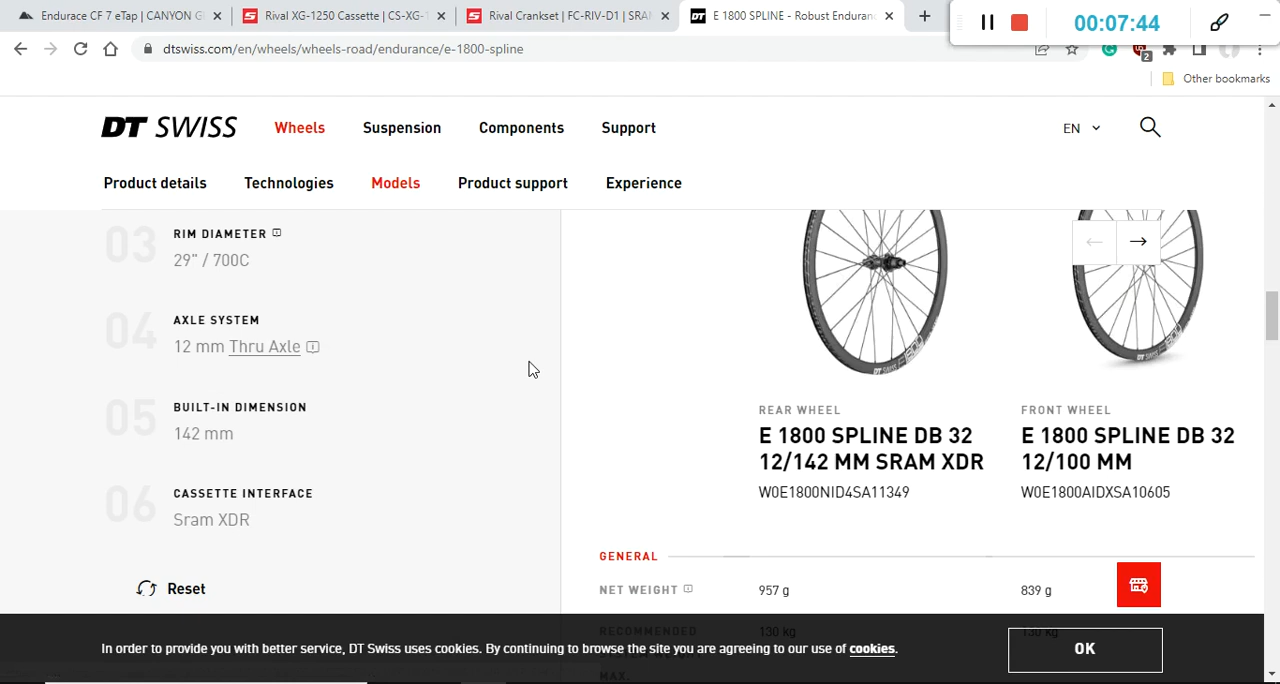 Endurace CF 7 eTap | CANYON G
Rival XG-1250 Cassette | CS-XG-1
Rival Crankset | FC-RIV-D1 | SRA
DT E 1800 SPLINE - Robust Enduran
00:07:44
dtswiss.com/en/wheels/wheels-road/endurance/e-1800-spline
2
Other bookmarks
DT SWISS
Wheels
Suspension
Components
Support
EN
Product details
Technologies
Models
Product support
Experience
03 RIM DIAMETER
29" / 700C
04 AXLE SYSTEM
12 mm Thru Axle
05 BUILT-IN DIMENSION
142 mm
06 CASSETTE INTERFACE
Sram XDR
Reset
REAR WHEEL
E 1800 SPLINE DB 32
12/142 MM SRAM XDR
W0E1800NID4SA11349
FRONT WHEEL
E 1800 SPLINE DB 32
12/100 MM
W0E1800AIDXSA10605
GENERAL
NET WEIGHT 957 g 839 g
RECOMMENDED 130 kg 130 kg
MAX.
In order to provide you with better service, DT Swiss uses cookies. By continuing to browse the site you are agreeing to our use of cookies.
OK